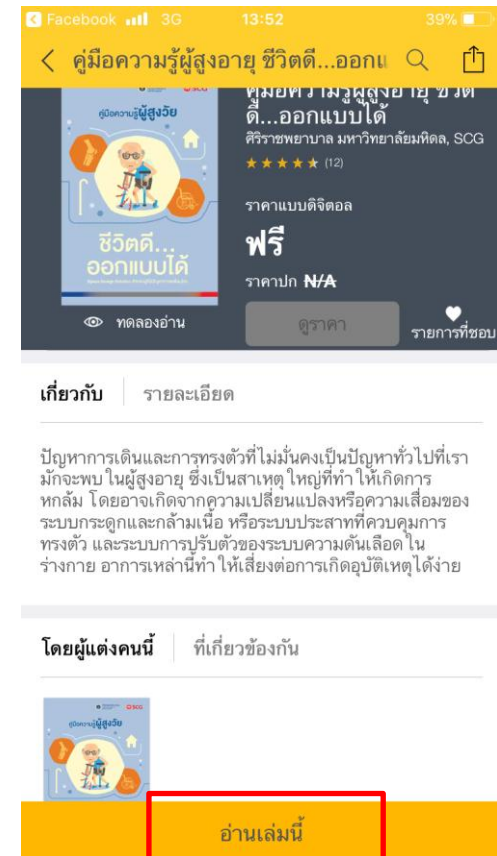 Facebook 3G 13:52 39%
คู่มือความรู้ผู้สูงอายุ ชีวิตดี...ออกแ
คู่มือความรู้ผู้สูงอายุ ชีวิต
ดี...ออกแบบได้
ศิริราชพยาบาล มหาวิทยาลัยมหิดล, SCG
(12)
ราคาแบบดิจิตอล
ฟรี
ราคาปก N/A
SCG
คู่มือความรู้ผู้สูงวัย
ชีวิตดี...
ออกแบบได้
ทดลองอ่าน
ดูราคา
รายการที่ชอบ
เกี่ยวกับ รายละเอียด
ปัญหาการเดินและการทรงตัวที่ไม่มั่นคงเป็นปัญหาทั่วไปที่เรา
มักจะพบ ในผู้สูงอายุ ซึ่งเป็นสาเหตุ ใหญ่ที่ทำ ให้เกิดการ
หกล้ม โดยอาจเกิดจากความเปลี่ยนแปลงหรือความเสื่อมของ
ระบบกระดูกและกล้ามเนื้อ หรือระบบประสาทที่ควบคุมการ
ทรงตัว และระบบการปรับตัวของระบบความดันเลือด ใน
ร่างกาย อาการเหล่านี้ทำ ให้เสี่ยงต่อการเกิดอุบัติเหตุได้ง่าย
โดยผู้แต่งคนนี้ ที่เกี่ยวข้องกัน
SCG
คู่มือความรู้ผู้สูงวัย
อ่านเล่มนี้